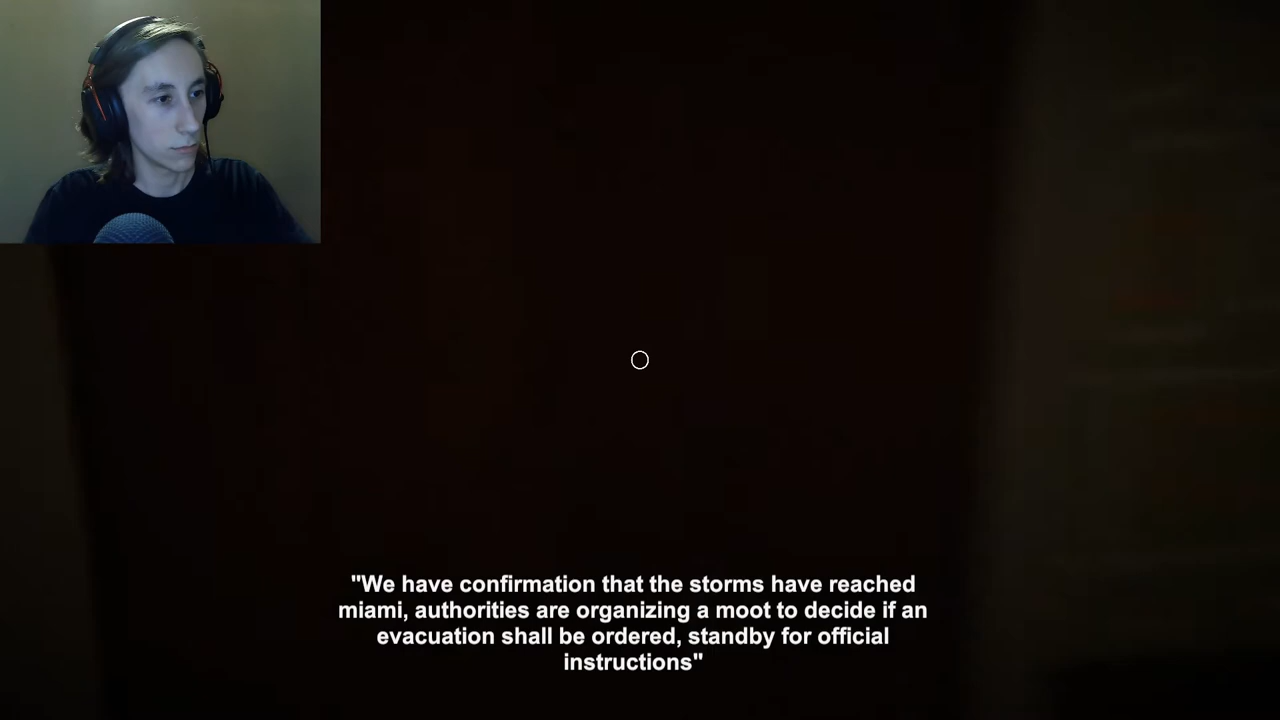 "We have confirmation that the storms have reached
miami, authorities are organizing a moot to decide if an
evacuation shall be ordered, standby for official
instructions"